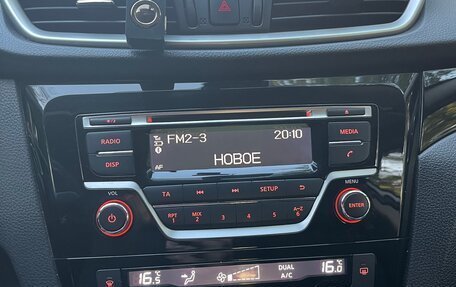 FM2-3 20:10
НОВОЕ
AF
RADIO
DISP
MEDIA
VOL
TA
SETUP
MENU
RPT
1
MIX
2
3
4
5
A-Z
6
ENTER
16.5 °C
DUAL
A/C
16.0 °C